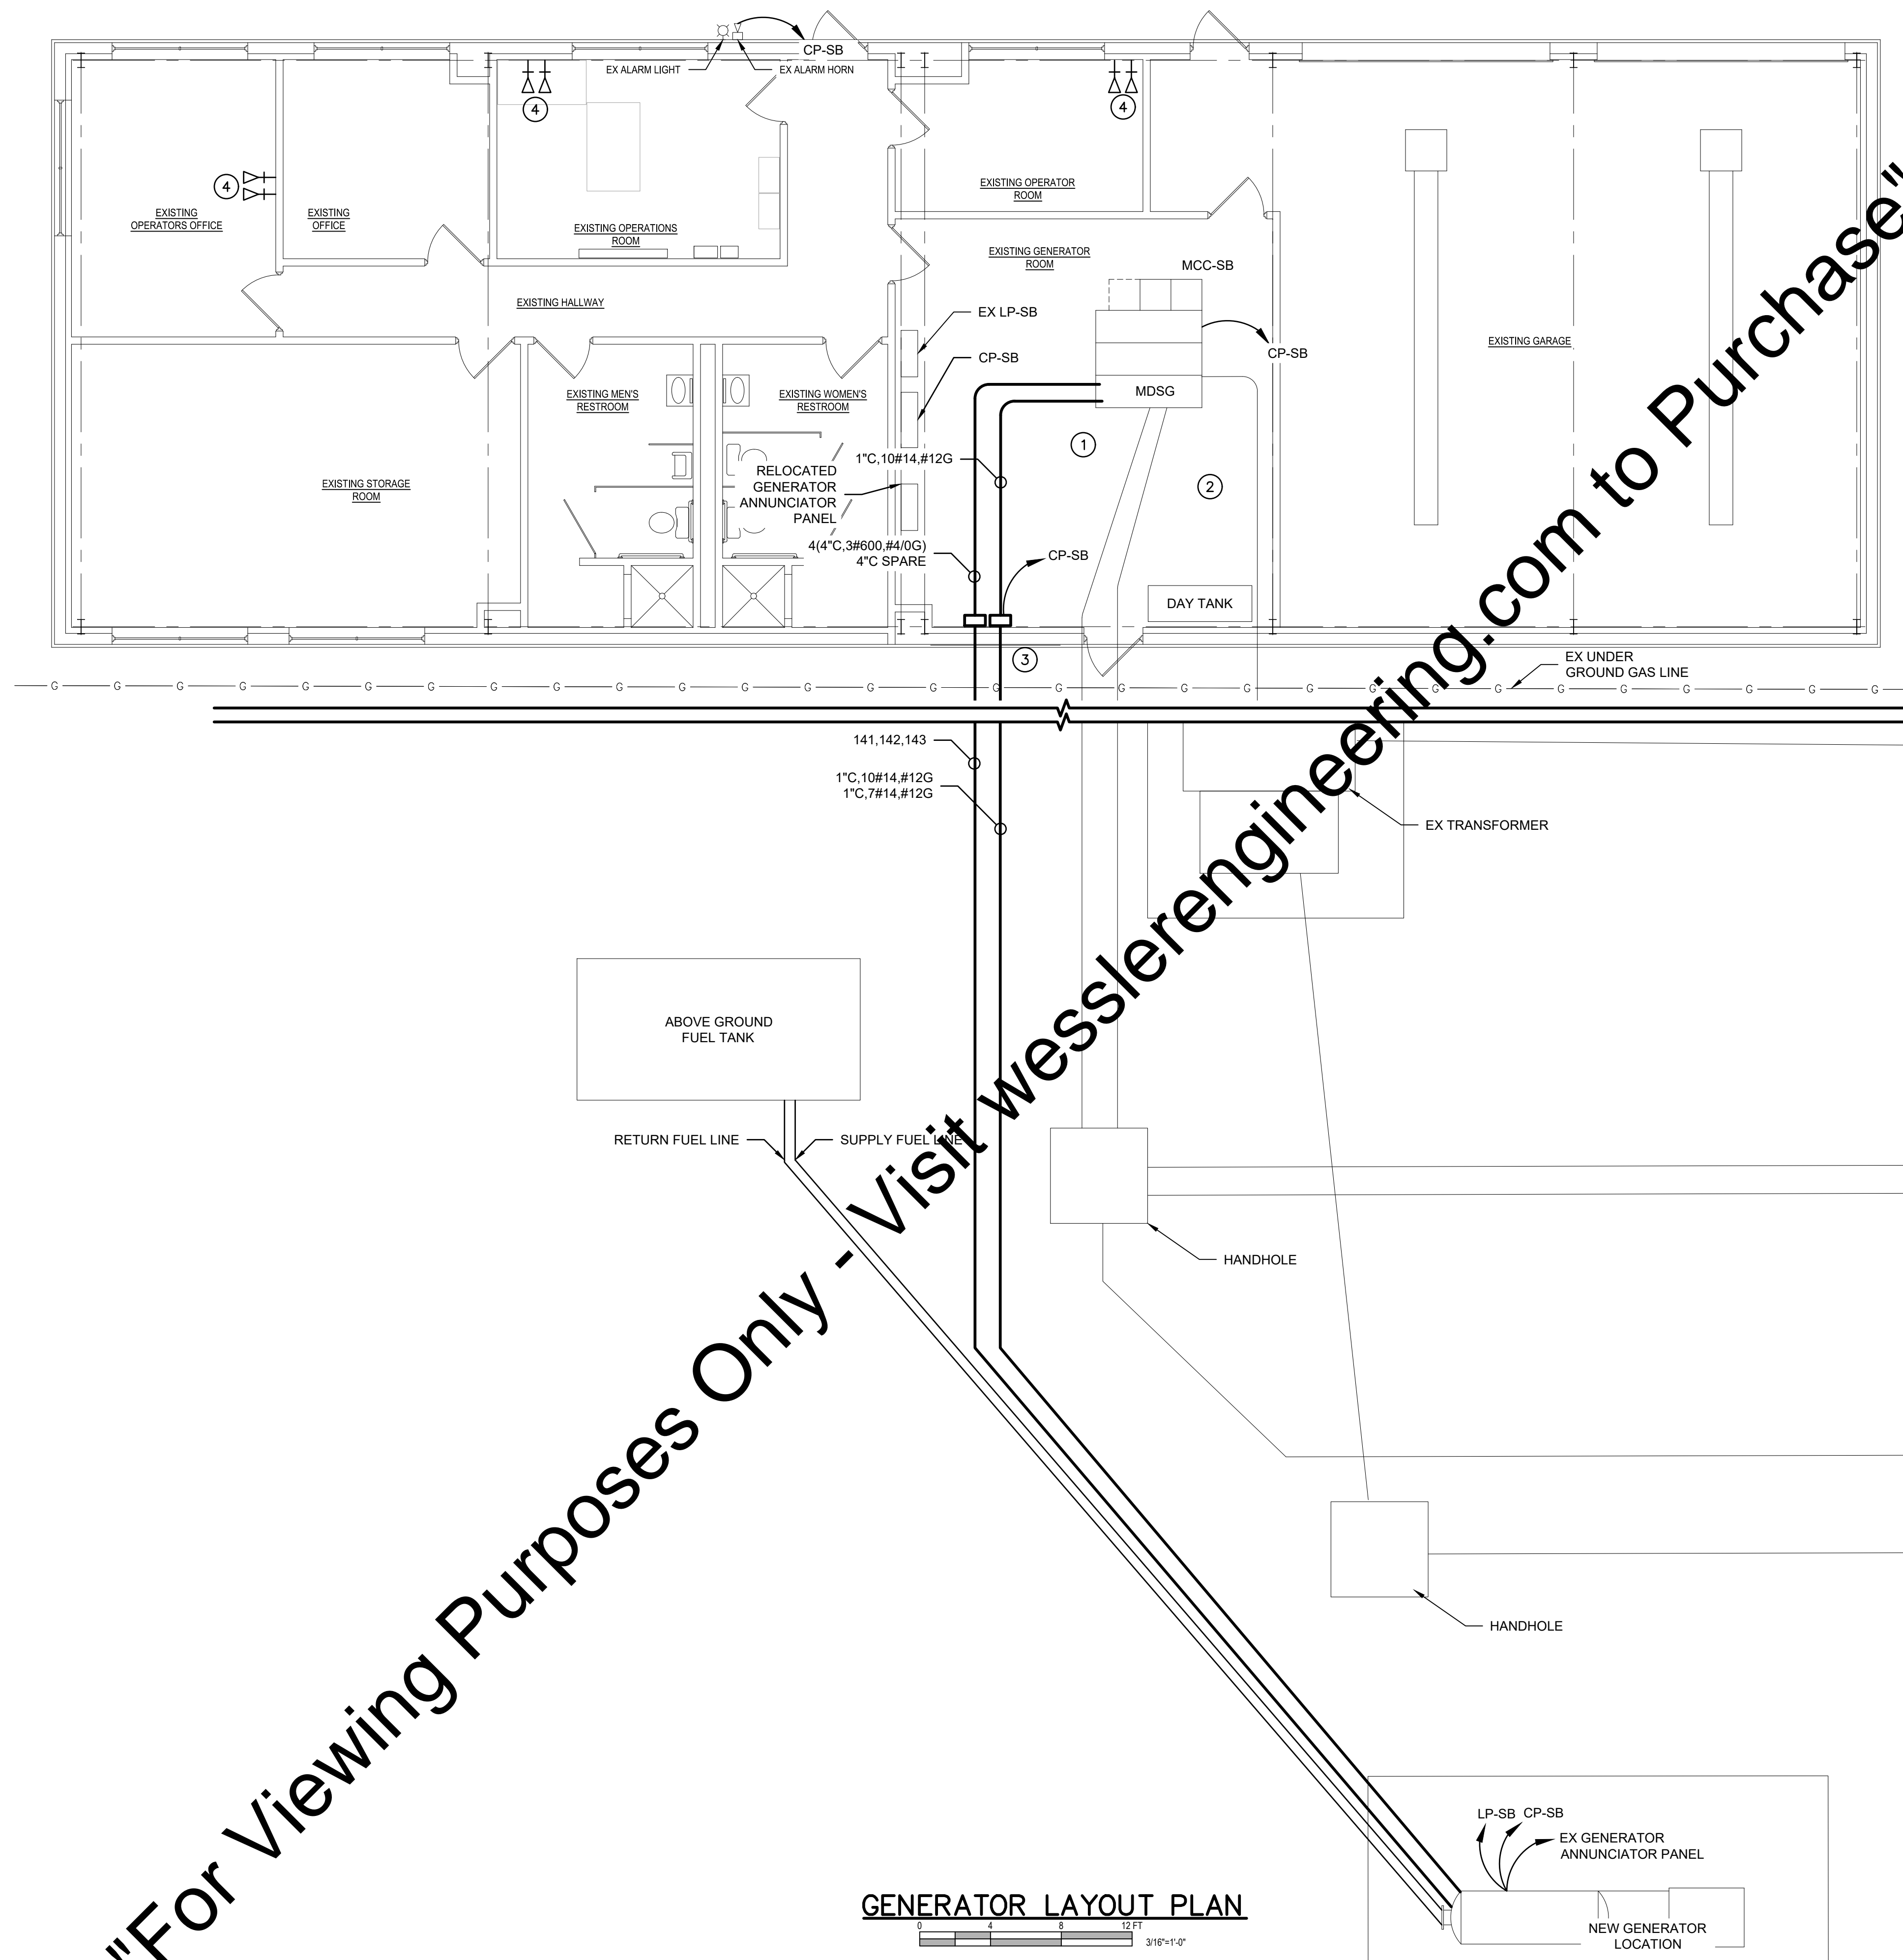 CP-SB
EX ALARM LIGHT
EX ALARM HORN
4
4
4
EXISTING
OPERATORS OFFICE
EXISTING
OFFICE
EXISTING OPERATIONS
ROOM
EXISTING OPERATOR
ROOM
EXISTING GENERATOR
ROOM
MCC-SB
EXISTING HALLWAY
EX LP-SB
CP-SB
CP-SB
EXISTING GARAGE
MDSG
EXISTING MEN'S
RESTROOM
EXISTING WOMEN'S
RESTROOM
1
1"C,10#14,#12G
RELOCATED
GENERATOR
ANNUNCIATOR
PANEL
EXISTING STORAGE
ROOM
2
4(4"C,3#600,#4/0G)
4"C SPARE
CP-SB
DAY TANK
3
EX UNDER
GROUND GAS LINE
G G G G G G G G G G G G G G G G G G G G G G G G G G G G G G
141,142,143
1"C,10#14,#12G
1"C,7#14,#12G
EX TRANSFORMER
ABOVE GROUND
FUEL TANK
RETURN FUEL LINE
SUPPLY FUEL LINE
HANDHOLE
HANDHOLE
LP-SB CP-SB
EX GENERATOR
ANNUNCIATOR PANEL
NEW GENERATOR
LOCATION
GENERATOR LAYOUT PLAN
0 4 8 12 FT
3/16"=1'-0"
"For Viewing Purposes Only - Visit wesslerengineering.com to Purchase"